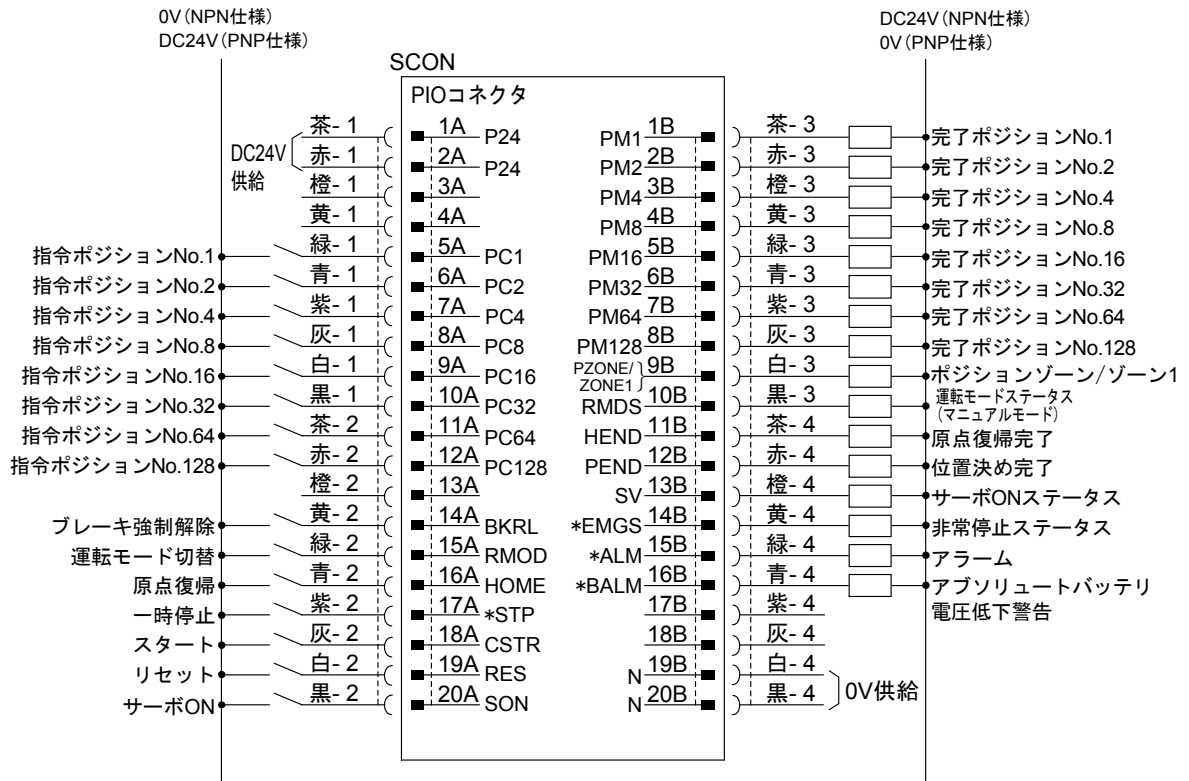 0V(NPN仕様)
DC24V(PNP仕様)
DC24V(NPN仕様)
0V(PNP仕様)
SCON
PIOコネクタ
DC24V
供給
茶- 1 1A P24 PM1 1B 茶- 3 完了ポジションNo.1
赤- 1 2A P24 PM2 2B 赤- 3 完了ポジションNo.2
橙- 1 3A PM4 3B 橙- 3 完了ポジションNo.4
黄- 1 4A PM8 4B 黄- 3 完了ポジションNo.8
指令ポジションNo.1 緑- 1 5A PC1 PM16 5B 緑- 3 完了ポジションNo.16
指令ポジションNo.2 青- 1 6A PC2 PM32 6B 青- 3 完了ポジションNo.32
指令ポジションNo.4 紫- 1 7A PC4 PM64 7B 紫- 3 完了ポジションNo.64
指令ポジションNo.8 灰- 1 8A PC8 PM128 8B 灰- 3 完了ポジションNo.128
指令ポジションNo.16 白- 1 9A PC16 PZONE/ZONE1 9B 白- 3 ポジションゾーン/ゾーン1
指令ポジションNo.32 黒- 1 10A PC32 RMDS 10B 黒- 3 運転モードステータス
(マニュアルモード)
指令ポジションNo.64 茶- 2 11A PC64 HEND 11B 茶- 4 原点復帰完了
指令ポジションNo.128 赤- 2 12A PC128 PEND 12B 赤- 4 位置決め完了
橙- 2 13A SV 13B 橙- 4 サーボONステータス
ブレーキ強制解除 黄- 2 14A BKRL *EMGS 14B 黄- 4 非常停止ステータス
運転モード切替 緑- 2 15A RMOD *ALM 15B 緑- 4 アラーム
原点復帰 青- 2 16A HOME *BALM 16B 青- 4 アブソリュートバッテリ
電圧低下警告
一時停止 紫- 2 17A *STP 17B 紫- 4
スタート 灰- 2 18A CSTR 18B 灰- 4
リセット 白- 2 19A RES N 19B 白- 4
サーボON 黒- 2 20A SON N 20B 黒- 4
0V供給